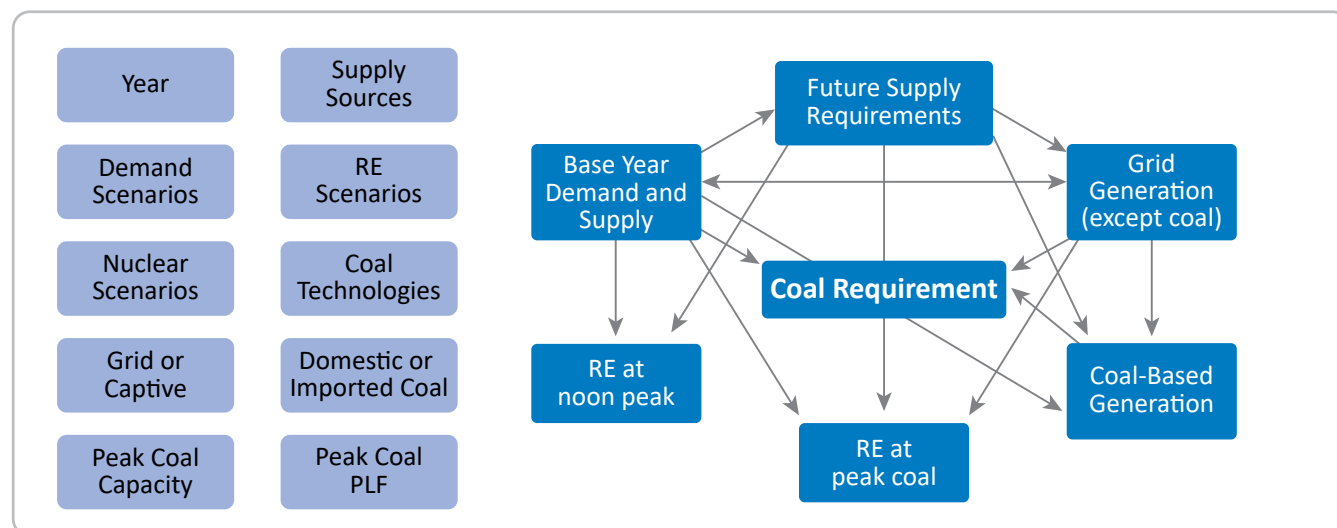 Year
Supply
Sources
Demand
Scenarios
RE
Scenarios
Nuclear
Scenarios
Coal
Technologies
Grid or
Captive
Domestic or
Imported Coal
Peak Coal
Capacity
Peak Coal
PLF
Future Supply
Requirements
Base Year
Demand and
Supply
Grid
Generation
(except coal)
Coal Requirement
RE at
noon peak
Coal-Based
Generation
RE at
peak coal